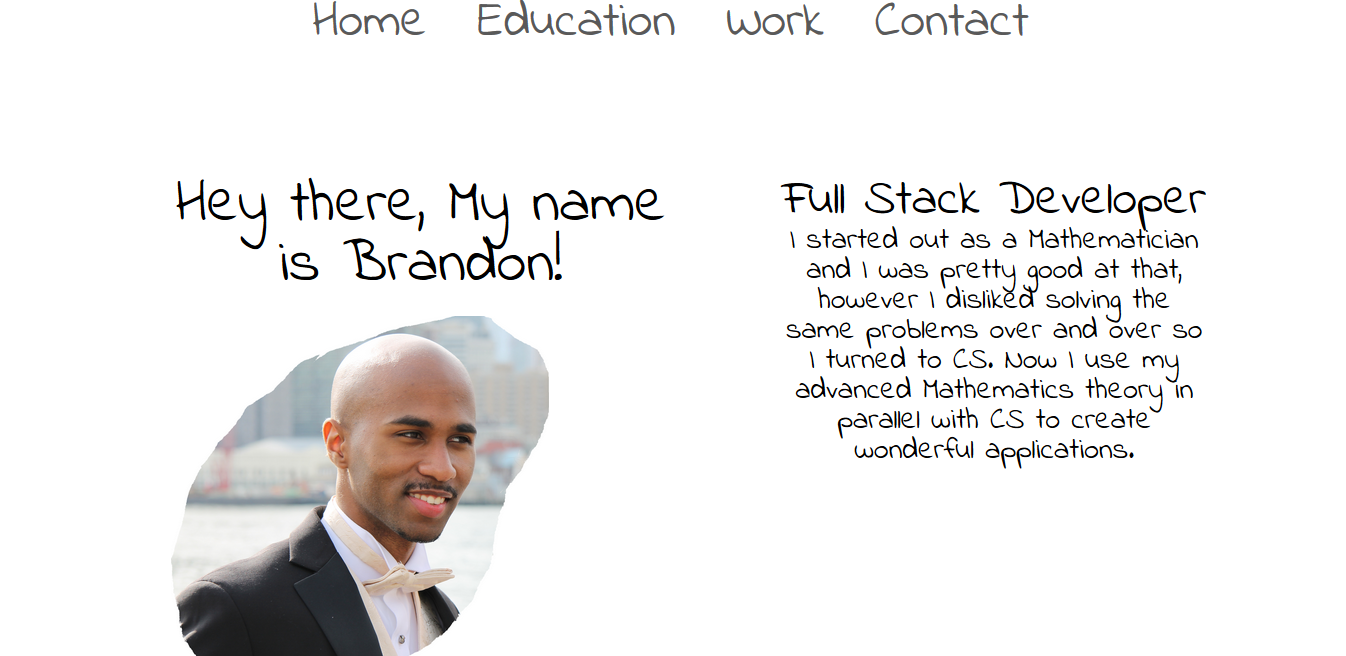 Home Education Work Contact
Hey there, My name
is Brandon!
Full Stack Developer
I started out as a Mathematician
and I was pretty good at that,
however I disliked solving the
same problems over and over so
I turned to CS. Now I use my
advanced Mathematics theory in
parallel with CS to create
wonderful applications.